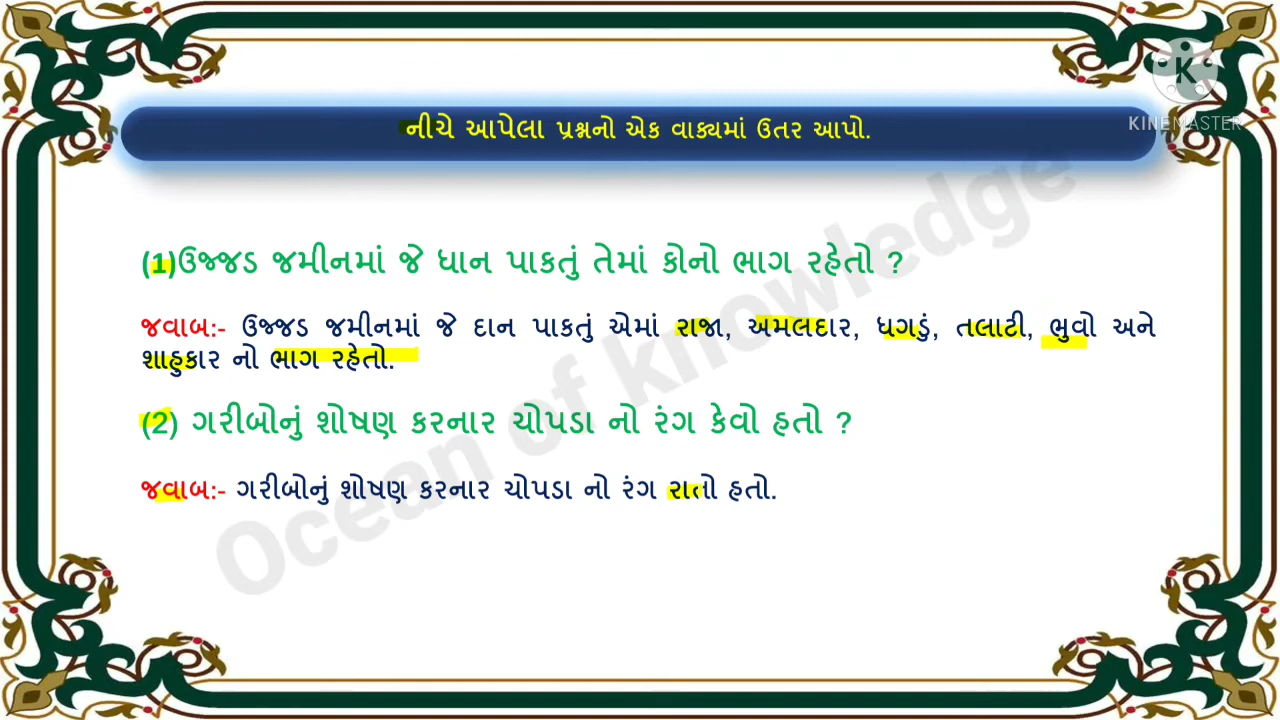 K
KINEMASTER
નીચે આપેલા પ્રશ્નનો એક વાક્યમાં ઉતર આપો.
(1)ઉજ્જડ જમીનમાં જે ધાન પાકતું તેમાં કોનો ભાગ રહેતો ?
જવાબ:- ઉજ્જડ જમીનમાં જે દાન પાકતું એમાં રાજા, અમલદાર, ધગડું, તલાટી, ભુવો અને
શાહુકાર નો ભાગ રહેતો.
(2) ગરીબોનું શોષણ કરનાર ચોપડા નો રંગ કેવો હતો ?
જવાબ:- ગરીબોનું શોષણ કરનાર ચોપડા નો રંગ રાતો હતો.
Ocean of knowledge